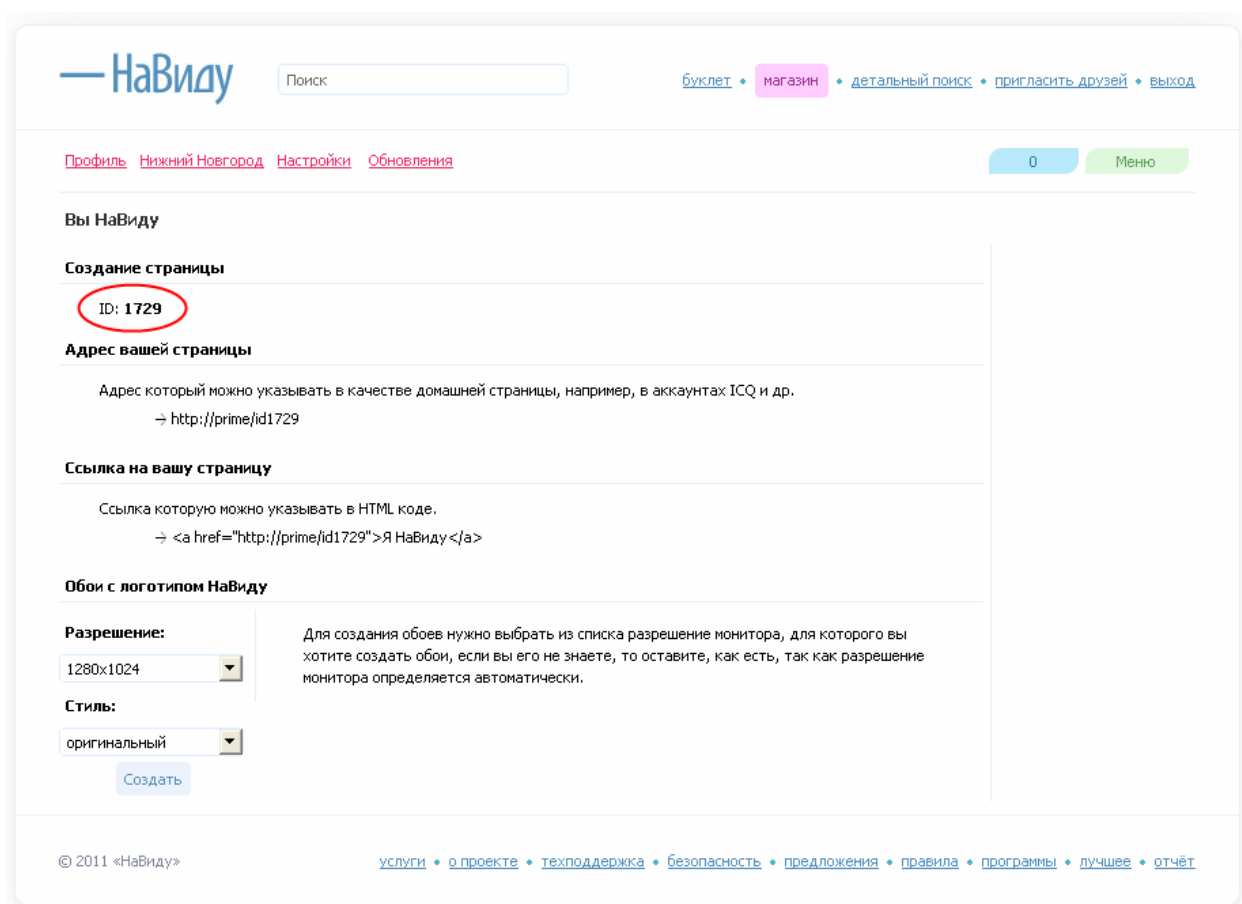 — НаВиду
Поиск
буклет • магазин • детальный поиск • пригласить друзей • выход
Профиль Нижний Новгород Настройки Обновления
0 Меню
Вы НаВиду
Создание страницы
ID: 1729
Адрес вашей страницы
Адрес который можно указывать в качестве домашней страницы, например, в аккаунтах ICQ и др.
→ http://prime/id1729
Ссылка на вашу страницу
Ссылка которую можно указывать в HTML коде.
→ <a href="http://prime/id1729">Я НаВиду</a>
Обои с логотипом НаВиду
Разрешение:
1280x1024
Стиль:
оригинальный
Создать
Для создания обоев нужно выбрать из списка разрешение монитора, для которого вы
хотите создать обои, если вы его не знаете, то оставите, как есть, так как разрешение
монитора определяется автоматически.
© 2011 «НаВиду»
услуги • о проекте • техподдержка • безопасность • предложения • правила • программы • лучшее • отчёт